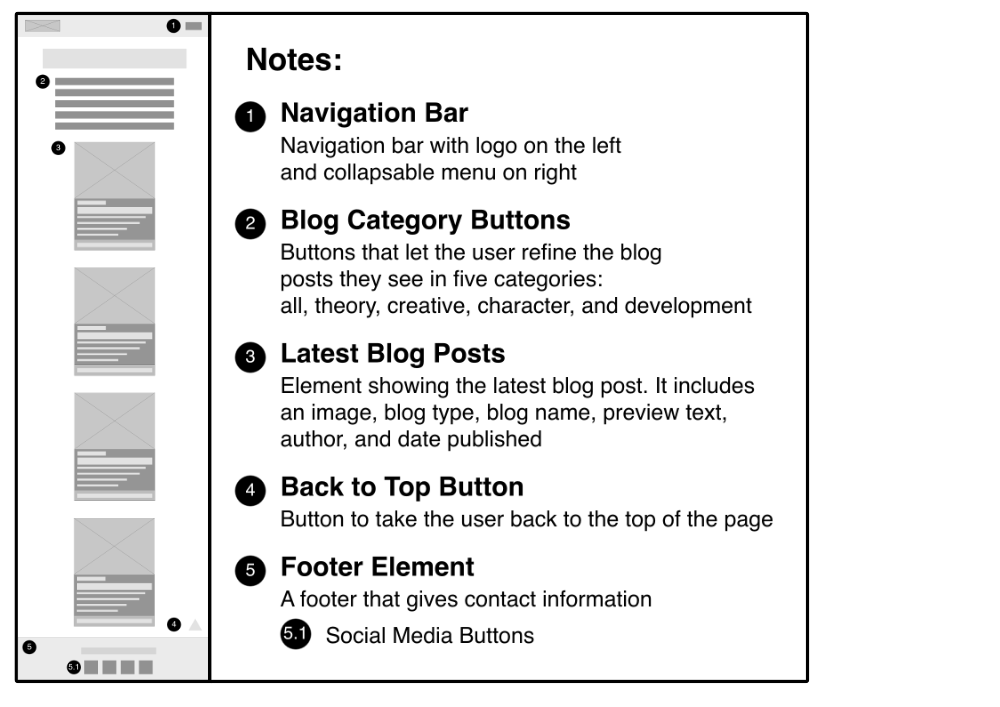 1
2
3
4
5
5.1
Notes:
1 Navigation Bar
Navigation bar with logo on the left
and collapsable menu on right
2 Blog Category Buttons
Buttons that let the user refine the blog
posts they see in five categories:
all, theory, creative, character, and development
3 Latest Blog Posts
Element showing the latest blog post. It includes
an image, blog type, blog name, preview text,
author, and date published
4 Back to Top Button
Button to take the user back to the top of the page
5 Footer Element
A footer that gives contact information
5.1 Social Media Buttons